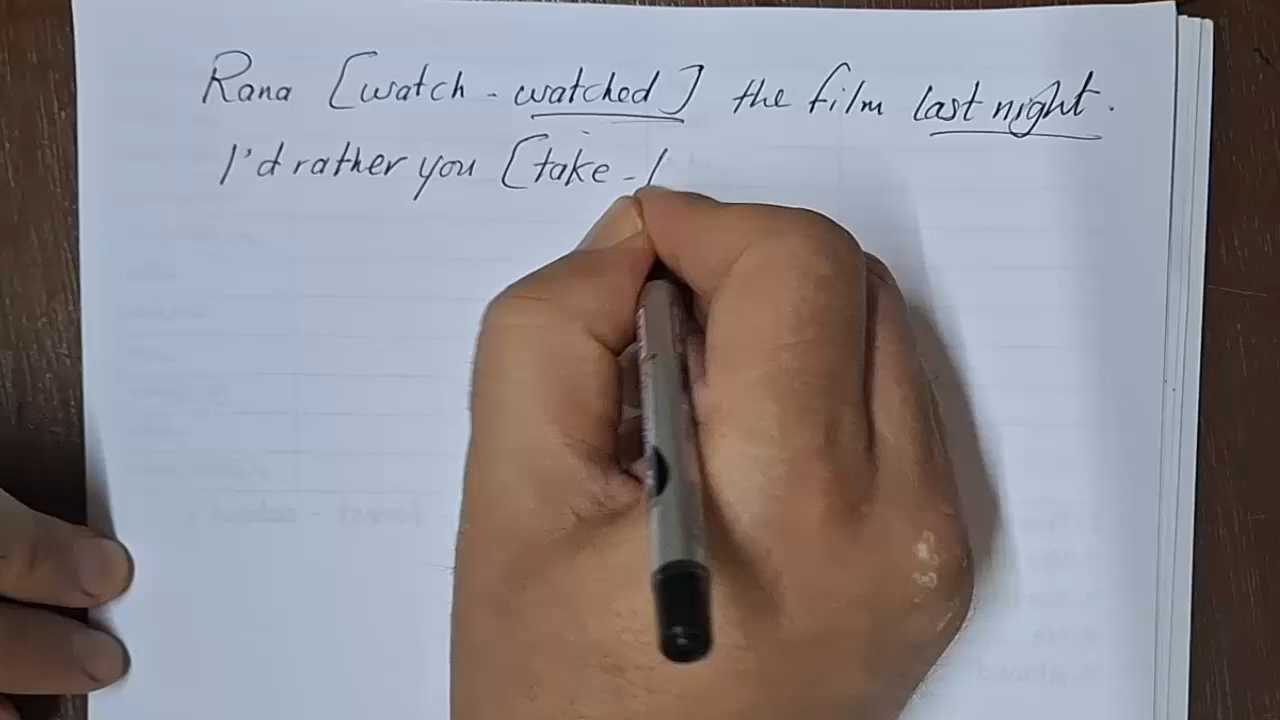 Rana [watch - watched] the film last night.
I'd rather you [take -